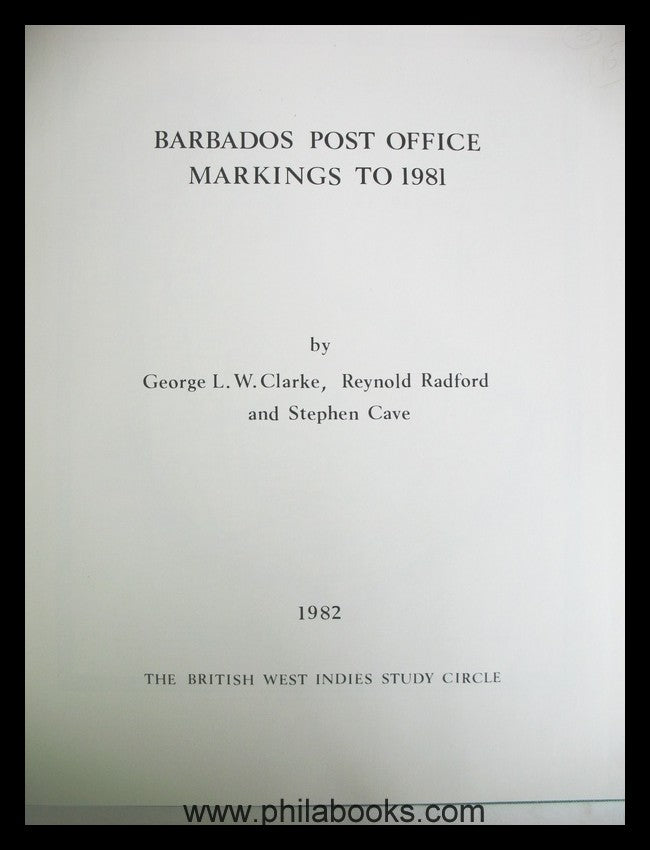 BARBADOS POST OFFICE
MARKINGS TO 1981
by
George L. W. Clarke, Reynold Radford
and Stephen Cave
1982
THE BRITISH WEST INDIES STUDY CIRCLE
www.philabooks.com